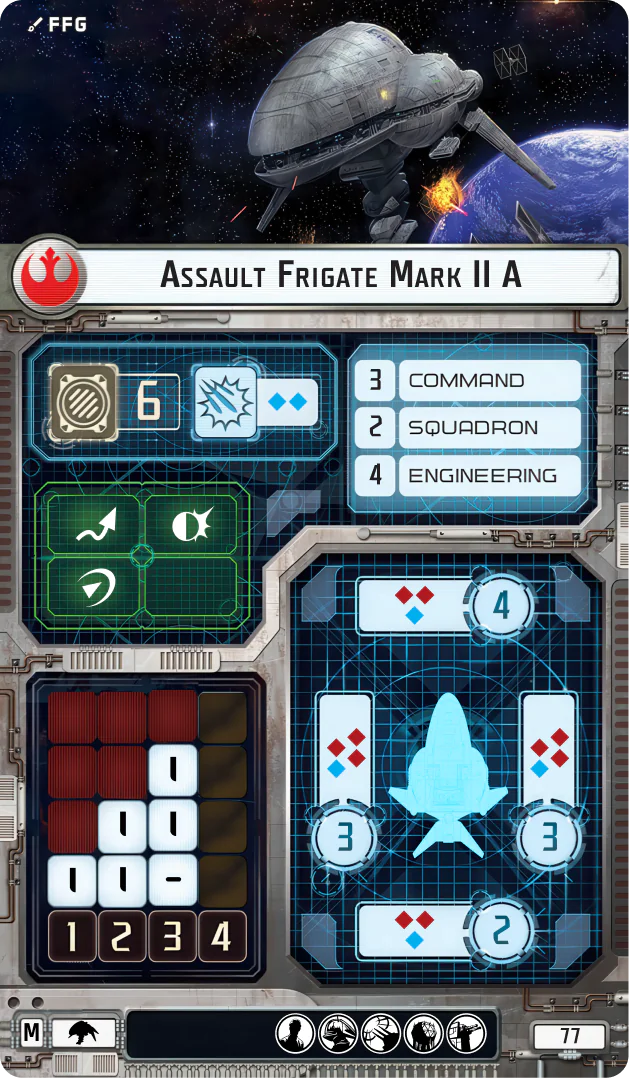 FFG
ASSAULT FRIGATE MARK II A
6
3 COMMAND
2 SQUADRON
4 ENGINEERING
4
3 3
2
I
I I
I I -
1 2 3 4
M 77